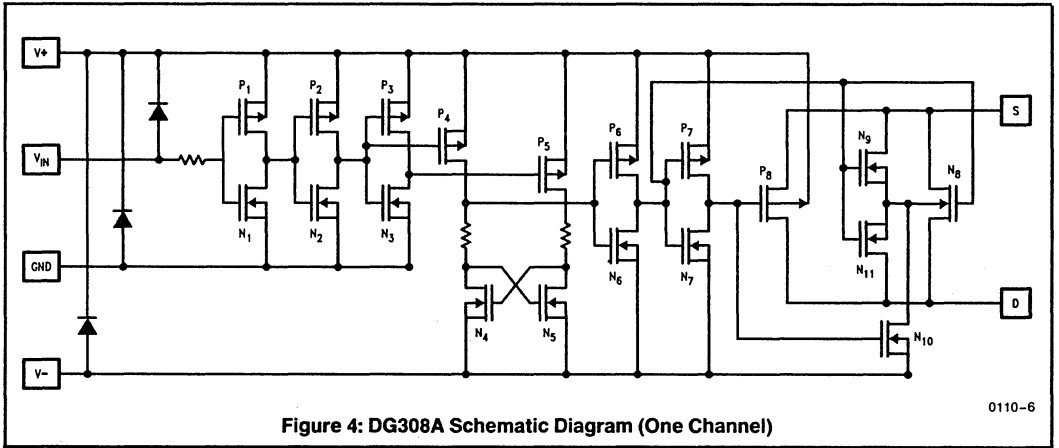 V+
P1 P2 P3
P4
P6 P7
N9
S
VIN
P5
P8
N8
N1 N2 N3
N6 N7
N11
GND
D
N4 N5
N10
V-
0110-6
Figure 4: DG308A Schematic Diagram (One Channel)